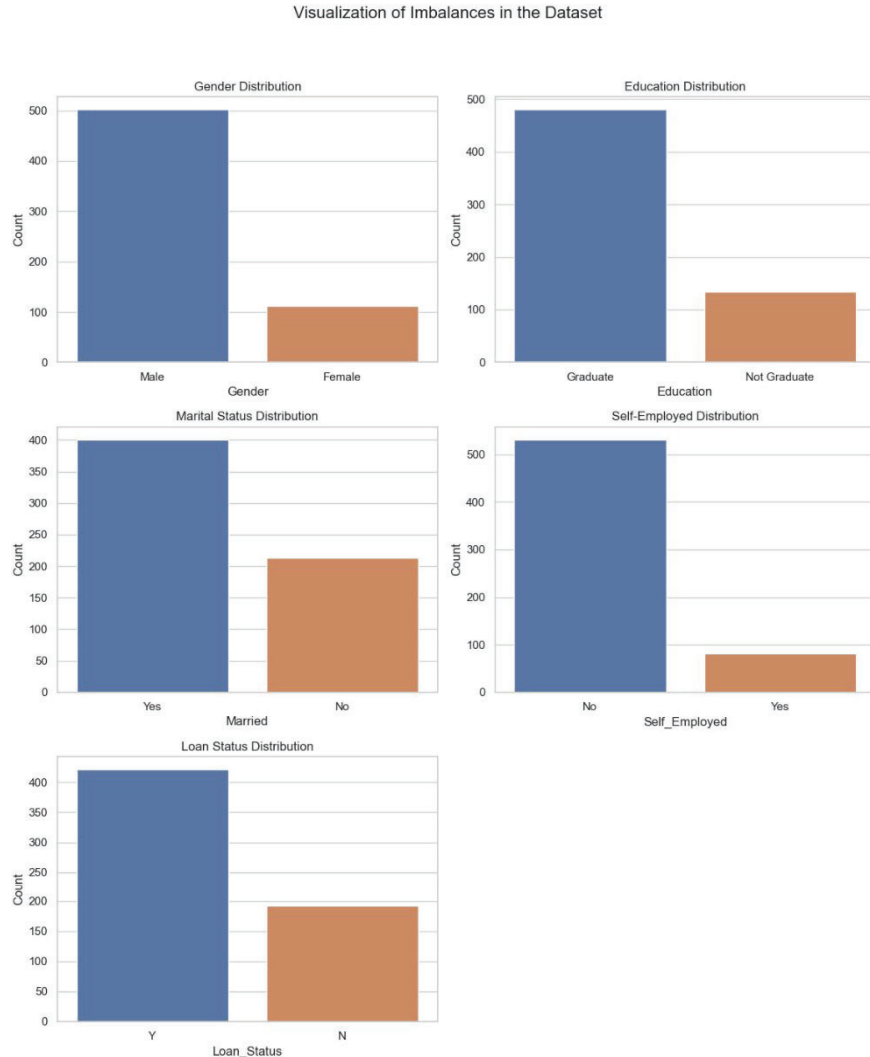 Visualization of Imbalances in the Dataset
Gender Distribution
500
400
300
200
100
0
Count
Male Female
Gender
Education Distribution
500
400
300
200
100
0
Count
Graduate Not Graduate
Education
Marital Status Distribution
400
350
300
250
200
150
100
50
0
Count
Yes No
Married
Self-Employed Distribution
500
400
300
200
100
0
Count
No Yes
Self_Employed
Loan Status Distribution
400
350
300
250
200
150
100
50
0
Count
Y N
Loan_Status